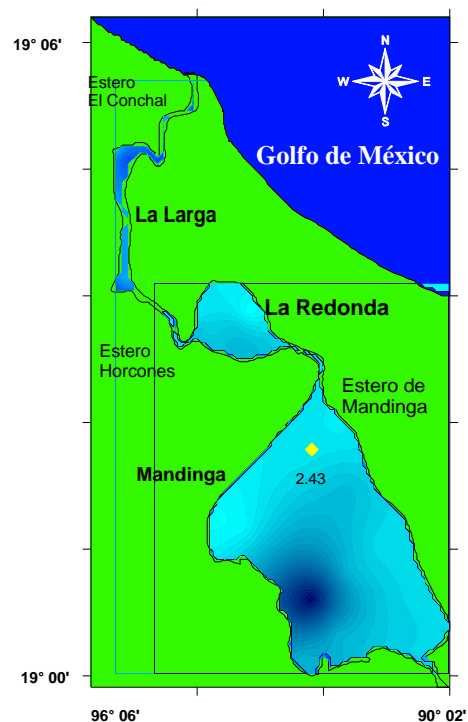 19° 06'
N
W E
S
Estero
El Conchal
Golfo de México
La Larga
La Redonda
Estero
Horcones
Estero de
Mandinga
Mandinga
2.43
19° 00'
96° 06'
90° 02'